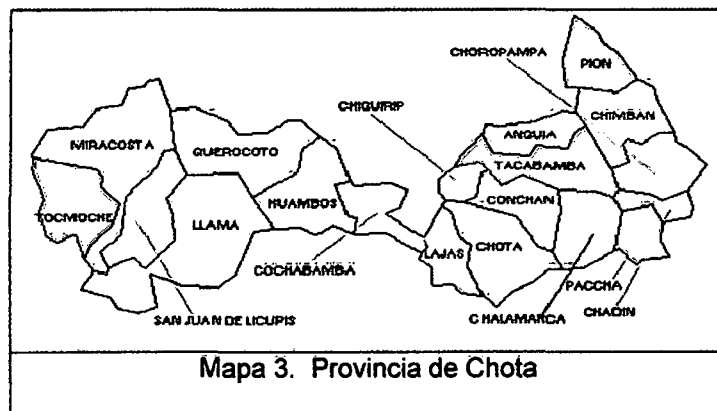 CHOROPAMPA
PION
CHIGUIRIP
CHIMBAN
ANGUIA
MIRACOSTA
QUEROCOTO
TACABAMBA
TOCMOCHE
HUAMBOS
CONCHAN
LLAMA
LAJAS
CHOTA
COCHABAMBA
PACCHA
SAN JUAN DE LICUPIS
CHALAMARCA
CHADIN
Mapa 3. Provincia de Chota